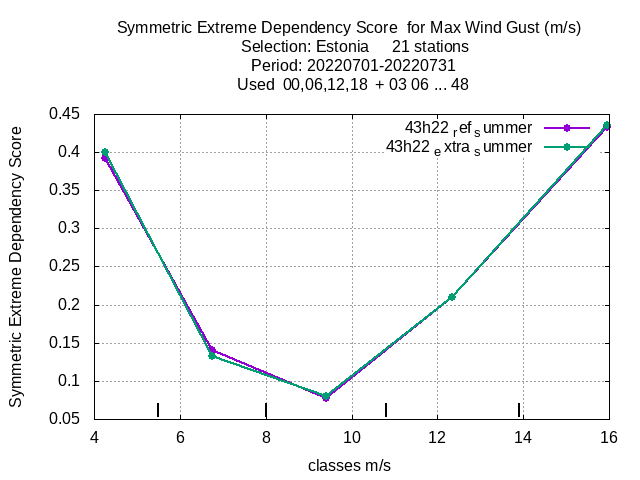 Symmetric Extreme Dependency Score  for Max Wind Gust (m/s)
Selection: Estonia     21 stations
Period: 20220701-20220731
Used  00,06,12,18  + 03 06 ... 48
43h22 ref summer
43h22 extra summer
Symmetric Extreme Dependency Score
0.45
0.4
0.35
0.3
0.25
0.2
0.15
0.1
0.05
4 6 8 10 12 14 16
classes m/s